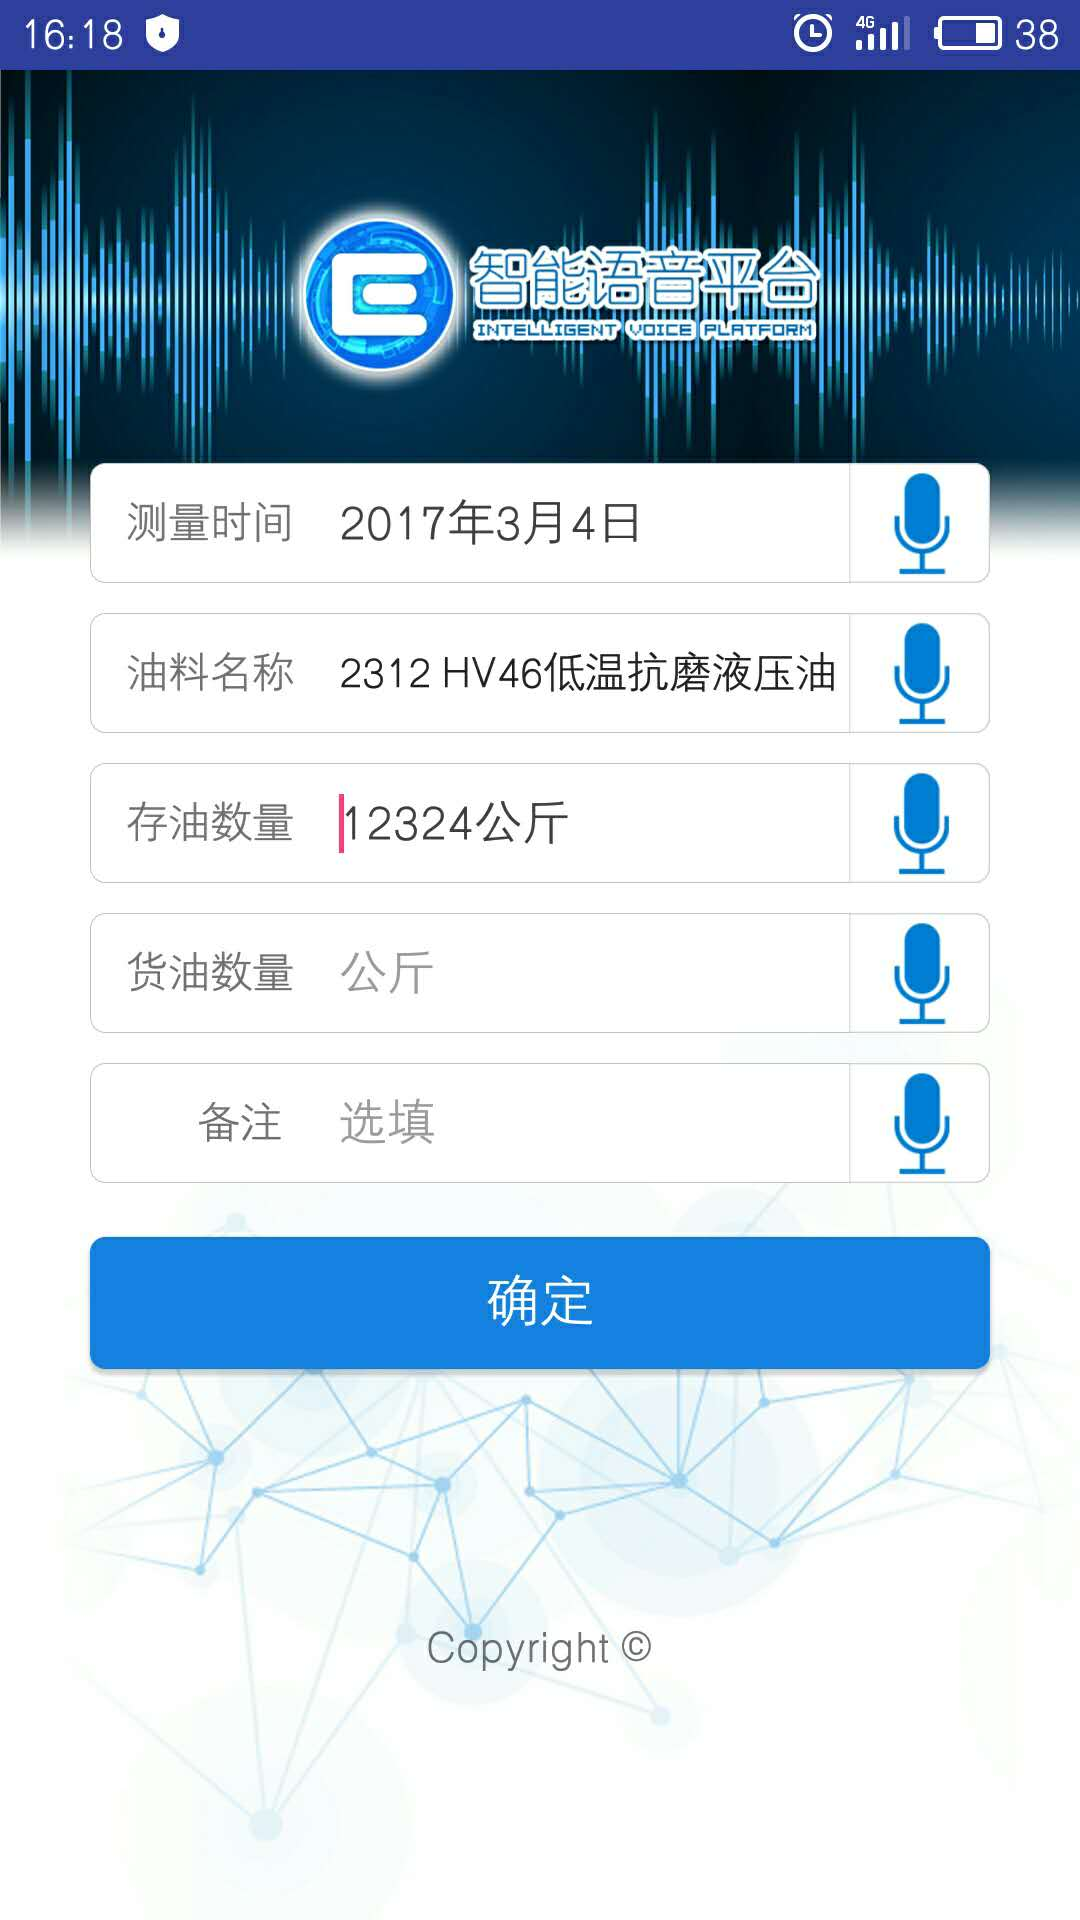 16:18
4G
38
智能语音平台
INTELLIGENT VOICE PLATFORM
测量时间 2017年3月4日
油料名称 2312 HV46低温抗磨液压油
存油数量 12324公斤
货油数量 公斤
备注 选填
确定
Copyright ©